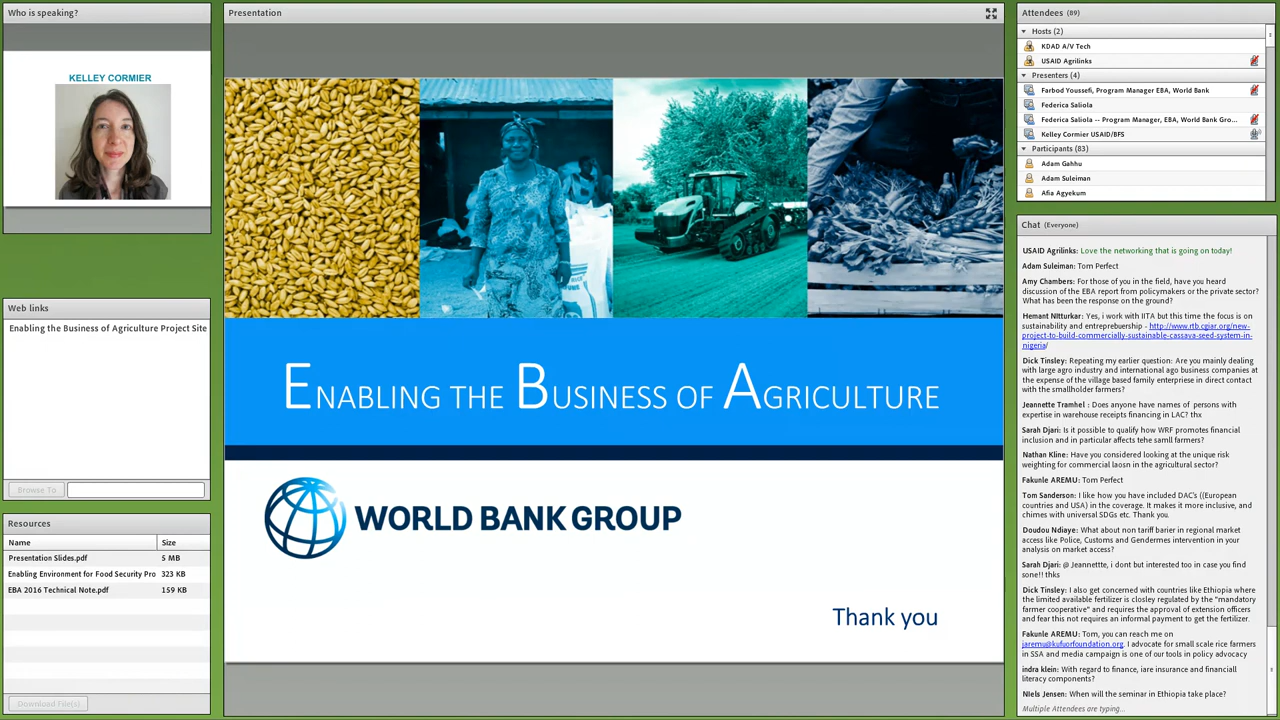 Who is speaking?
KELLEY CORMIER
Web links
Enabling the Business of Agriculture Project Site
Browse To
Resources
Name Size
Presentation Slides.pdf 5 MB
Enabling Environment for Food Security Pro 323 KB
EBA 2016 Technical Note.pdf 159 KB
Download File(s)
Presentation
ENABLING THE BUSINESS OF AGRICULTURE
WORLD BANK GROUP
Thank you
Attendees (89)
Hosts (2)
KDAD A/V Tech
USAID Agrilinks
Presenters (4)
Farbod Youssefi, Program Manager EBA, World Bank
Federica Saliola
Federica Saliola -- Program Manager, EBA, World Bank Gro...
Kelley Cormier USAID/BFS
Participants (83)
Adam Gahhu
Adam Suleiman
Afia Agyekum
Chat (Everyone)
USAID Agrilinks: Love the networking that is going on today!
Adam Suleiman: Tom Perfect
Amy Chambers: For those of you in the field, have you heard
discussion of the EBA report from policymakers or the private sector?
What has been the response on the ground?
Hemant NItturkar: Yes, i work with IITA but this time the focus is on
sustainability and entreprebuership - http://www.rtb.cgiar.org/new-
project-to-build-commercially-sustainable-cassava-seed-system-in-
nigeria/
Dick Tinsley: Repeating my earlier question: Are you mainly dealing
with large agro industry and international ago business companies at
the expense of the village based family enteriprise in direct contact
with the smallholder farmers?
Jeannette Tramhel : Does anyone have names of persons with
expertise in warehouse receipts financing in LAC? thx
Sarah Djari: Is it possible to qualify how WRF promotes financial
inclusion and in particular affects tehe samll farmers?
Nathan Kline: Have you considered looking at the unique risk
weighting for commercial laosn in the agricultural sector?
Fakunle AREMU: Tom Perfect
Tom Sanderson: I like how you have included DAC's ((European
countries and USA) in the coverage. It makes it more inclusive, and
chimes with universal SDGs etc. Thank you.
Doudou Ndiaye: What about non tariff barier in regional market
access like Police, Customs and Gendermes intervention in your
analysis on market access?
Sarah Djari: @ Jeannettte, i dont but interested too in case you find
sone!! thks
Dick Tinsley: I also get concerned with countries like Ethiopia where
the limited available fertilizer is closley regulated by the "mandatory
farmer cooperative" and requires the approval of extension officers
and fear this not requires an informal payment to get the fertilizer.
Fakunle AREMU: Tom, you can reach me on
jaremu@kufuorfoundation.org. I advocate for small scale rice farmers
in SSA and media campaign is one of our tools in policy advocacy
indra klein: With regard to finance, iare insurance and financiall
literacy components?
NIels Jensen: When will the seminar in Ethiopia take place?
Multiple Attendees are typing...